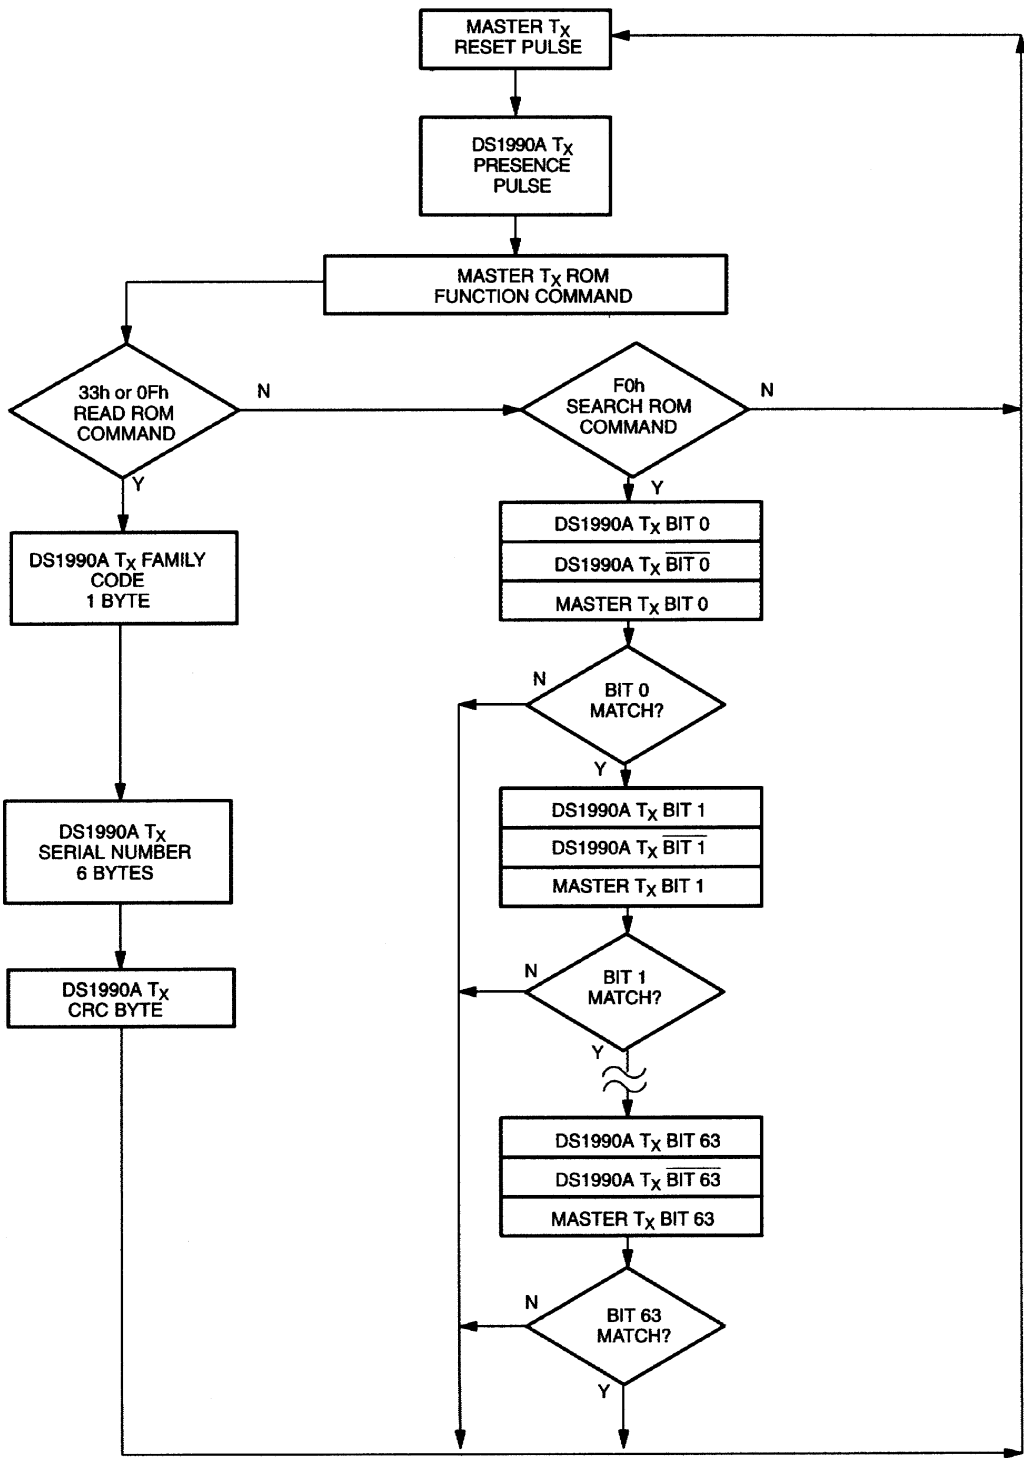 MASTER TX
RESET PULSE
DS1990A TX
PRESENCE
PULSE
MASTER TX ROM
FUNCTION COMMAND
33h or 0Fh
READ ROM
COMMAND
N
Y
F0h
SEARCH ROM
COMMAND
N
Y
DS1990A TX FAMILY
CODE
1 BYTE
DS1990A TX
SERIAL NUMBER
6 BYTES
DS1990A TX
CRC BYTE
DS1990A TX BIT 0
DS1990A TX B̅I̅T̅ ̅0̅
MASTER TX BIT 0
BIT 0
MATCH?
N
Y
DS1990A TX BIT 1
DS1990A TX B̅I̅T̅ ̅1̅
MASTER TX BIT 1
BIT 1
MATCH?
N
Y
DS1990A TX BIT 63
DS1990A TX B̅I̅T̅ ̅6̅3̅
MASTER TX BIT 63
BIT 63
MATCH?
N
Y